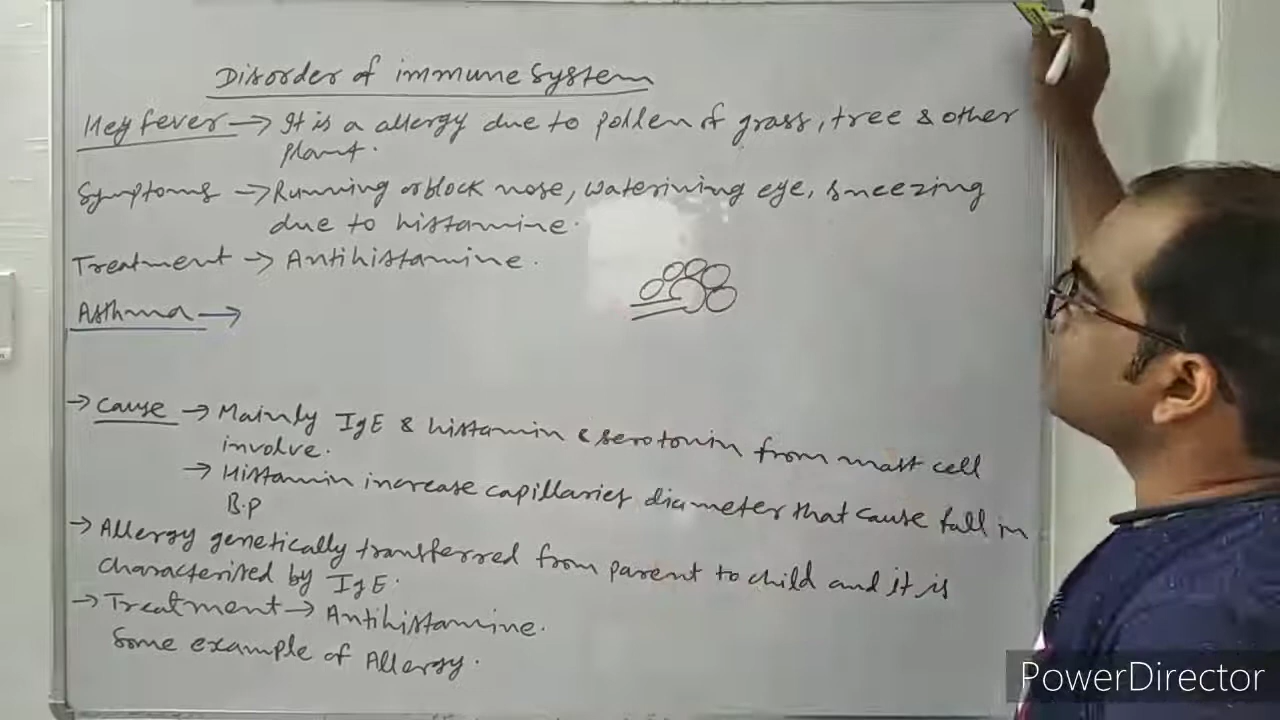 Disorder of immune System
Hey fever → It is a allergy due to pollen of grass, tree & other
plant.
Symptoms → Running or block nose, waterining eye, sneezing
due to histamine.
Treatment → Antihistamine.
Asthma →
→ Cause → Mainly IgE & histamin & serotonin from mast cell
involve.
→ Histamin increase capillaries diameter that cause fall in
B.P
→ Allergy genetically transferred from parent to child and it is
characterised by IgE.
→ Treatment → Antihistamine.
Some example of Allergy.
PowerDirector